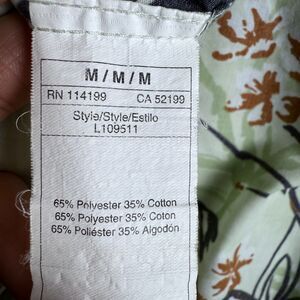 M / M / M
RN 114199 CA 52199
Style/Style/Estilo
L109511
65% Polyester 35% Cotton
65% Polyester 35% Coton
65% Poliéster 35% Algodón